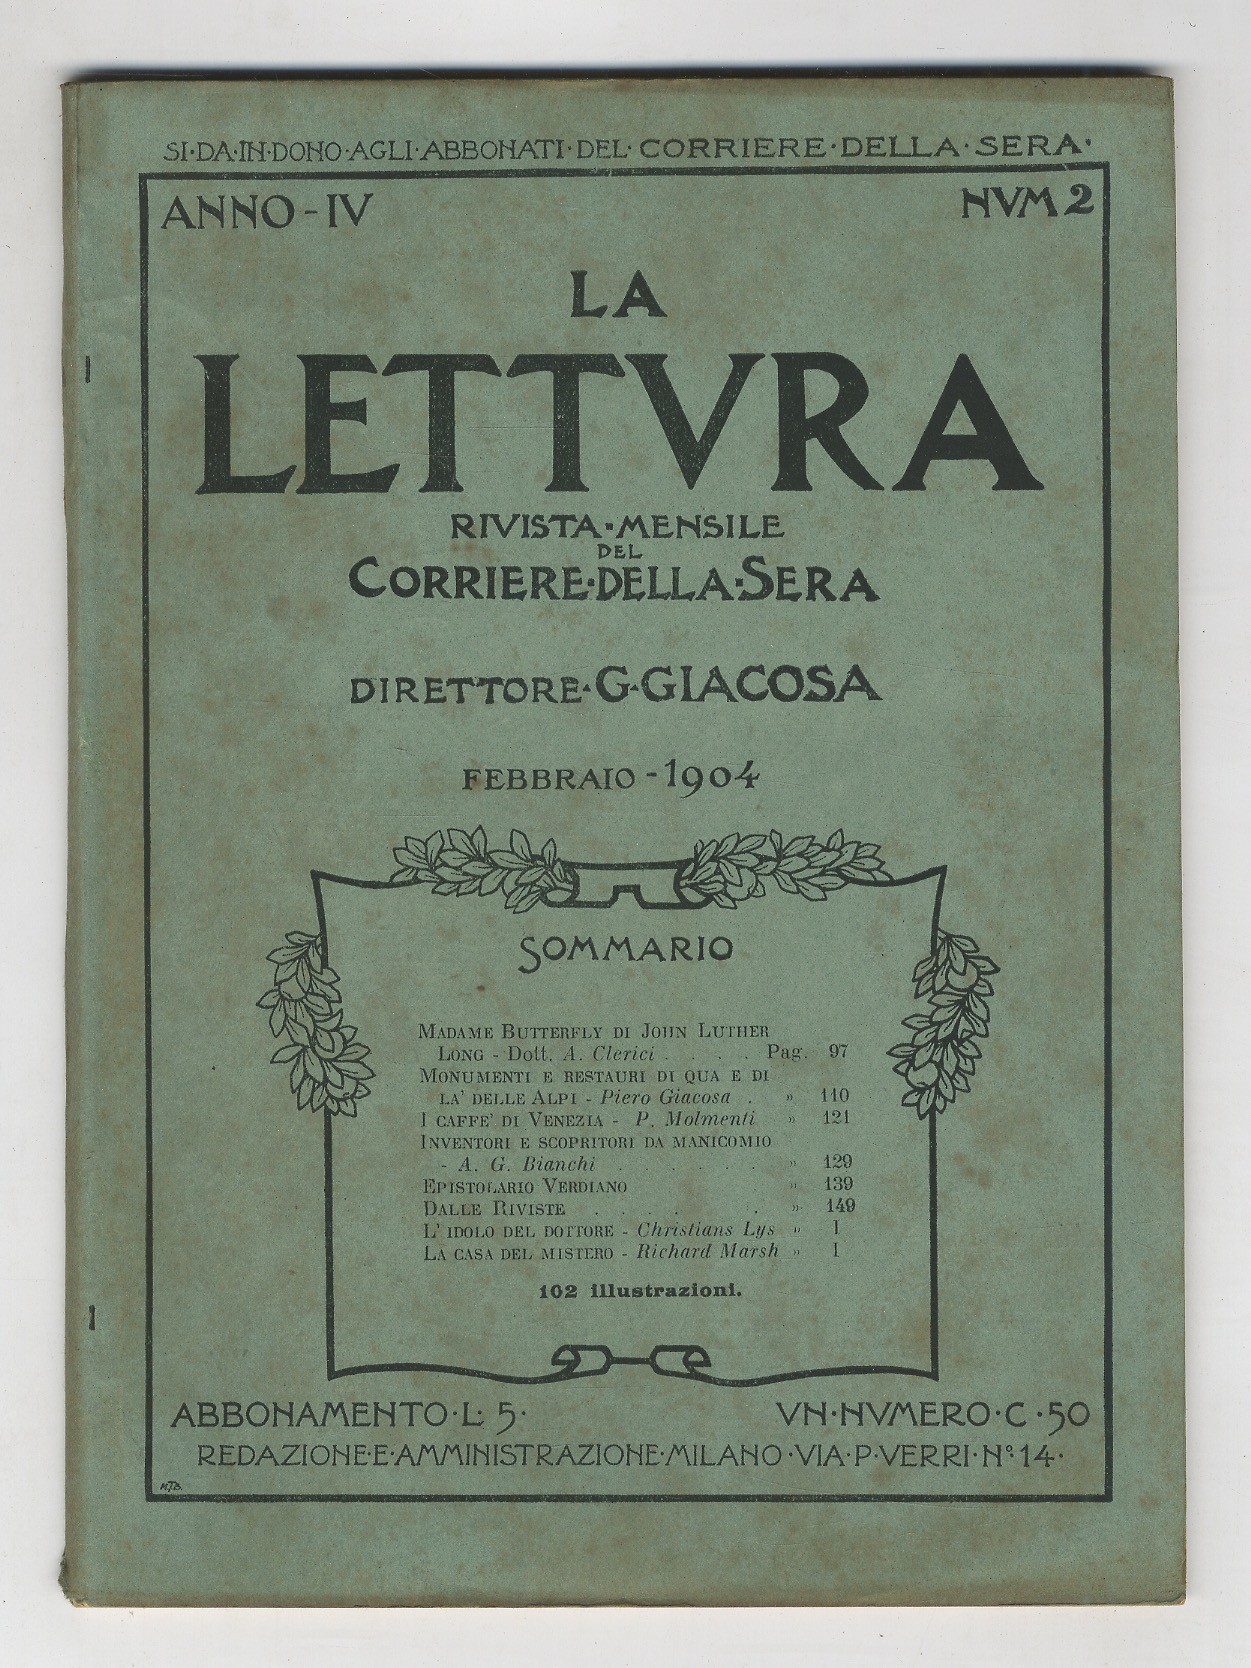 SI·DA·IN·DONO·AGLI·ABBONATI·DEL·CORRIERE·DELLA·SERA·
ANNO-IV
NVM 2
LA
LETTVRA
RIVISTA·MENSILE
DEL
CORRIERE·DELLA·SERA
DIRETTORE·G·GIACOSA
FEBBRAIO-1904
SOMMARIO
MADAME BUTTERFLY DI JOHN LUTHER
LONG - Dott. A. Clerici . . . . Pag. 97
MONUMENTI E RESTAURI DI QUA E DI
LA' DELLE ALPI - Piero Giacosa . » 110
I CAFFE' DI VENEZIA - P. Molmenti » 121
INVENTORI E SCOPRITORI DA MANICOMIO
- A. G. Bianchi . . . . . . » 129
EPISTOLARIO VERDIANO » 139
DALLE RIVISTE . . . . . » 149
L' IDOLO DEL DOTTORE - Christians Lys » I
LA CASA DEL MISTERO - Richard Marsh » I
102 illustrazioni.
ABBONAMENTO·L·5·
VN·NVMERO·C·50
REDAZIONE·E·AMMINISTRAZIONE·MILANO·VIA·P·VERRI·N°14·